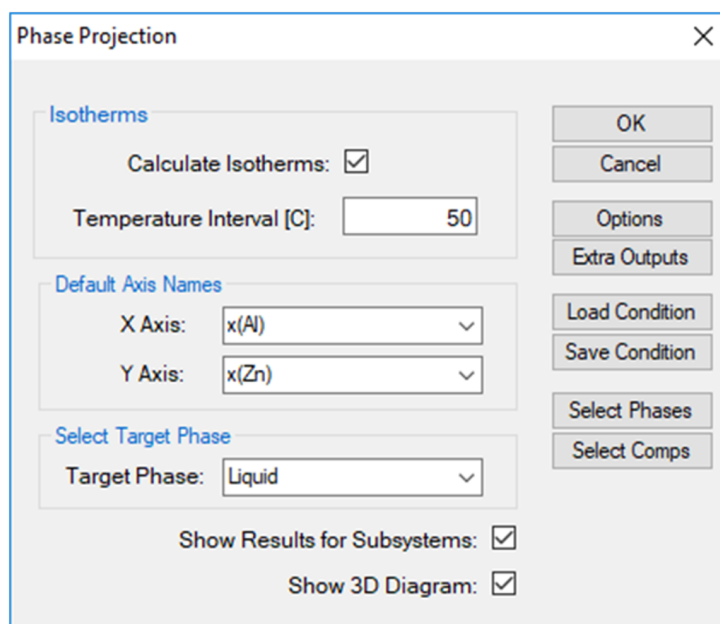 Phase Projection
Isotherms
Calculate Isotherms:
Temperature Interval [C]: 50
Default Axis Names
X Axis: x(Al)
Y Axis: x(Zn)
Select Target Phase
Target Phase: Liquid
Show Results for Subsystems:
Show 3D Diagram:
OK
Cancel
Options
Extra Outputs
Load Condition
Save Condition
Select Phases
Select Comps